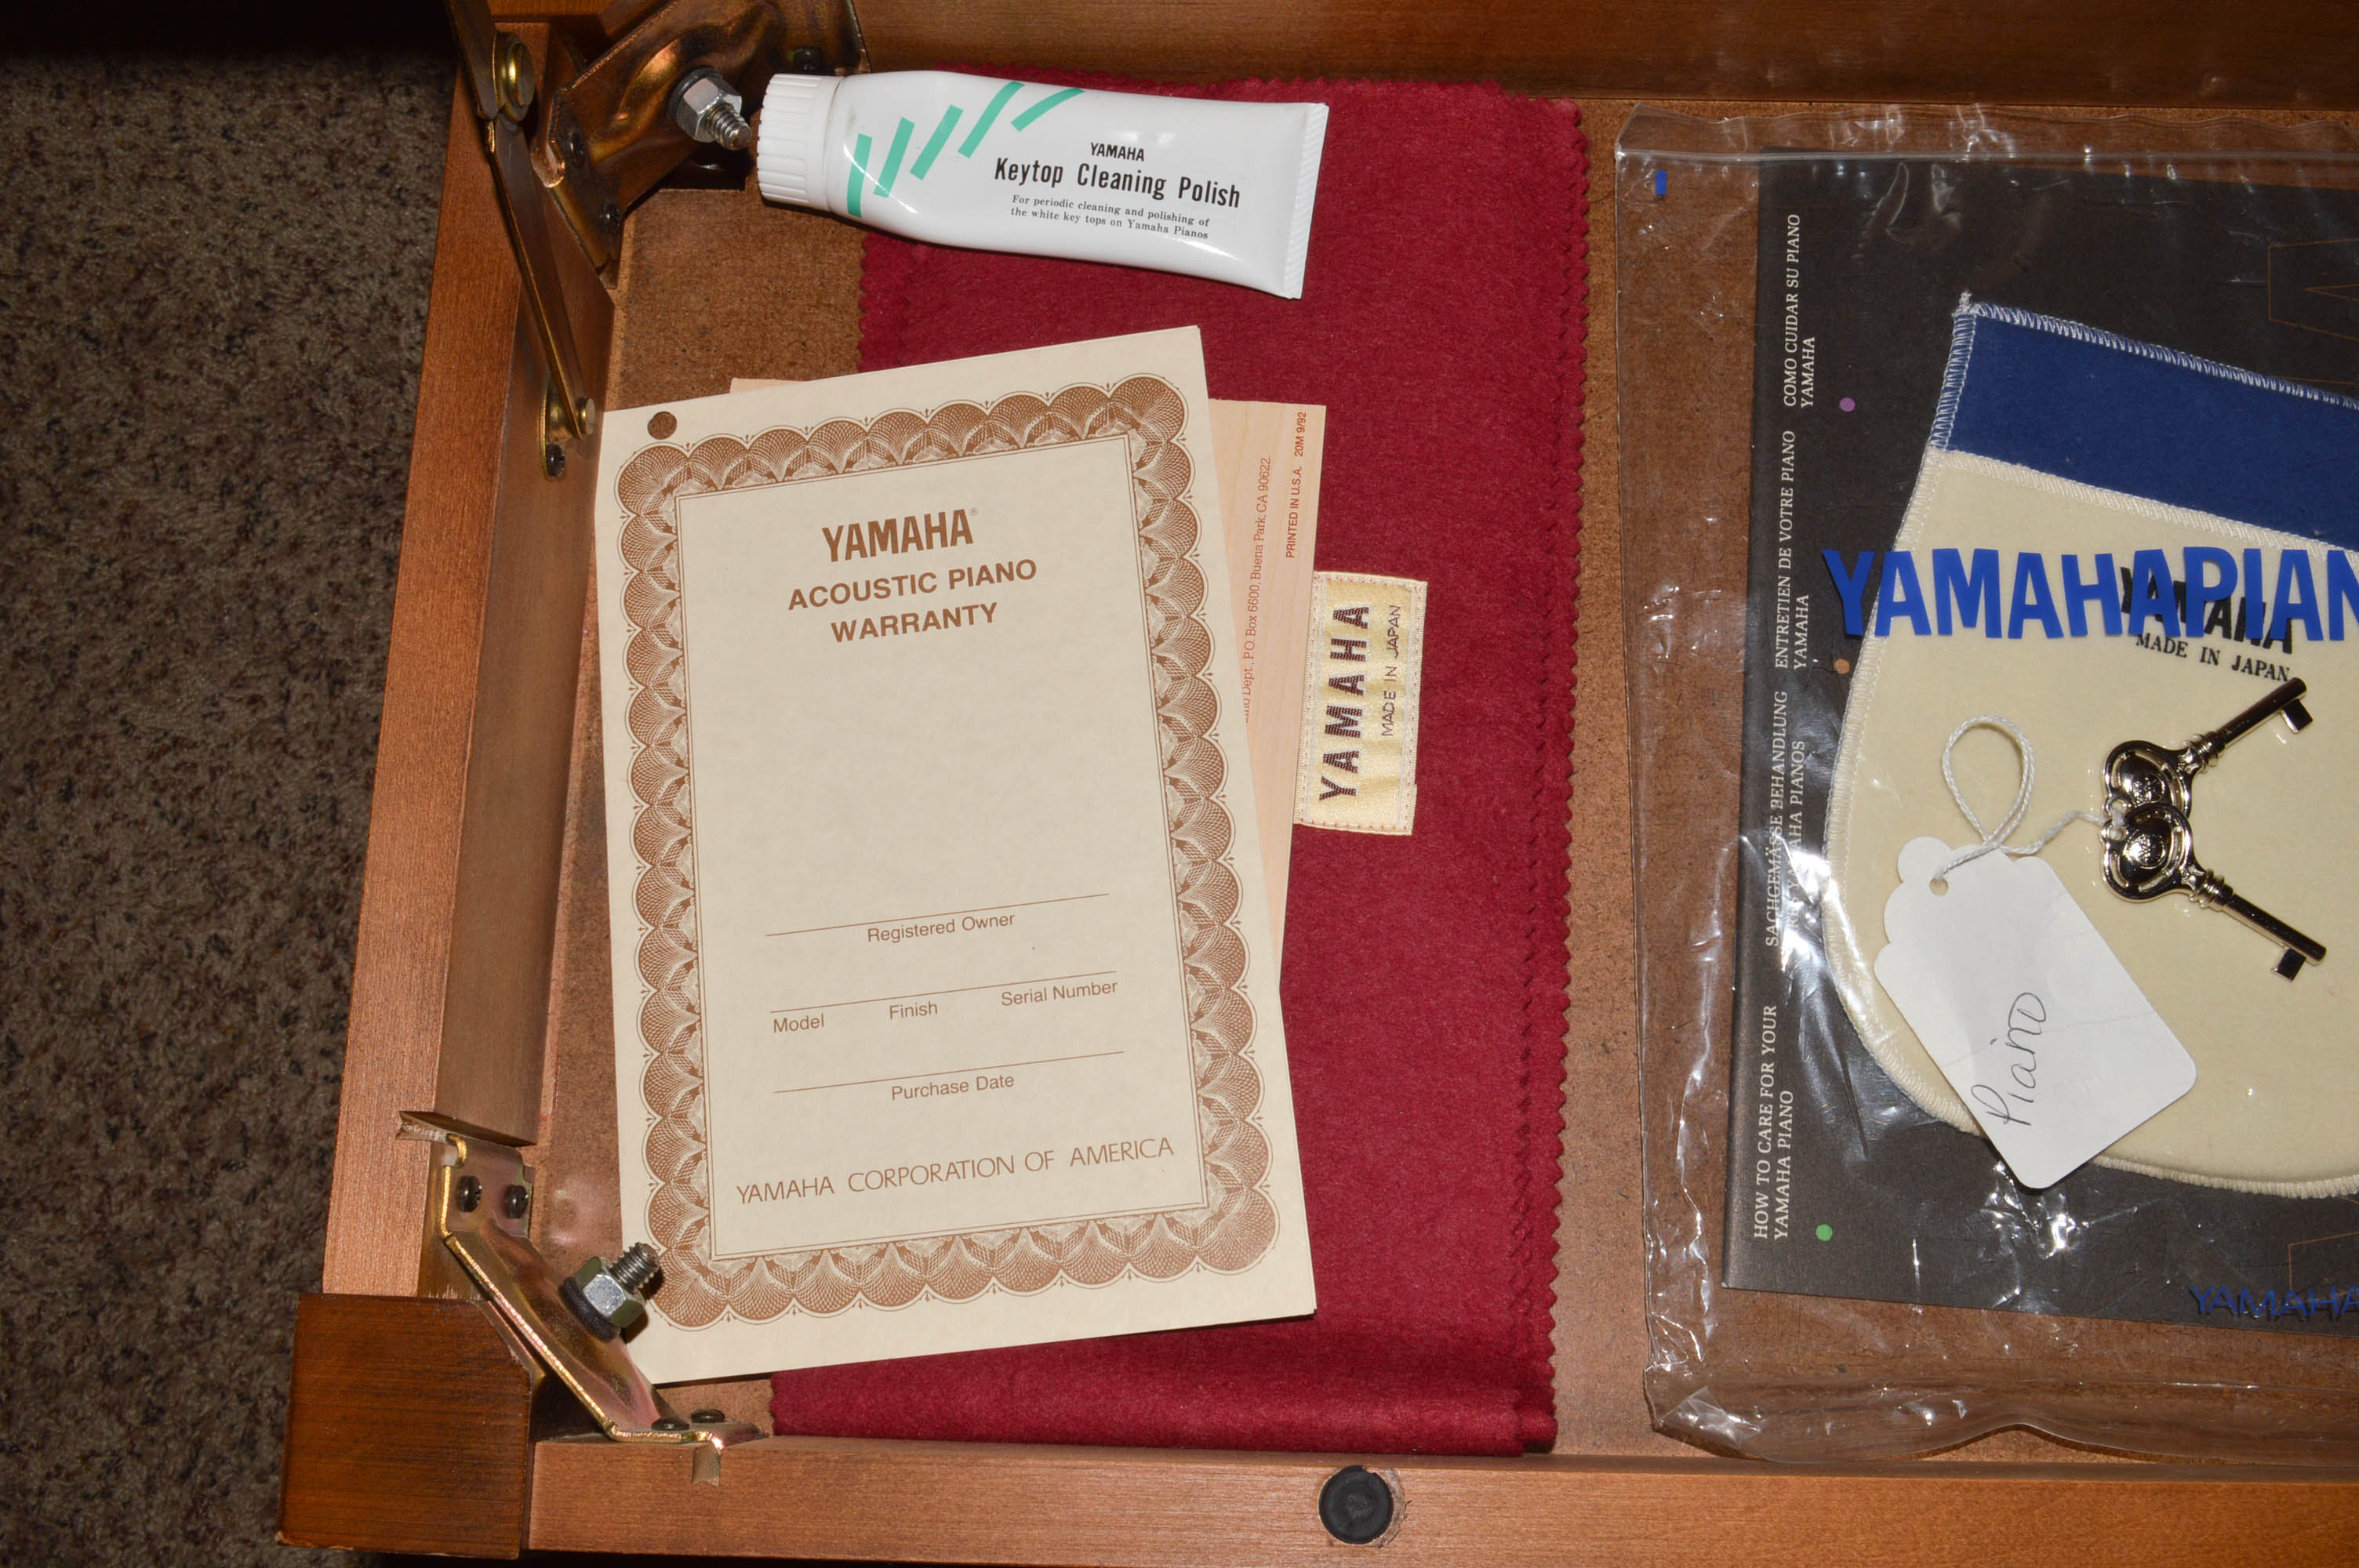 YAMAHA
Keytop Cleaning Polish
For periodic cleaning and polishing of
the white key tops on Yamaha Pianos
YAMAHA®
ACOUSTIC PIANO
WARRANTY
Registered Owner
Model Finish Serial Number
Purchase Date
YAMAHA CORPORATION OF AMERICA
Dept., P.O. Box 6600, Buena Park, CA 90622
PRINTED IN U.S.A. 20M 9/92
YAMAHA
MADE IN JAPAN
COMO CUIDAR SU PIANO
YAMAHA
ENTRETIEN DE VOTRE PIANO
YAMAHA
SACHGEMÄSSE BEHANDLUNG
PIANOS
HOW TO CARE FOR YOUR
YAMAHA PIANO
YAMAHAPIAN
YAMAHA
MADE IN JAPAN
Piano
YAMAHA